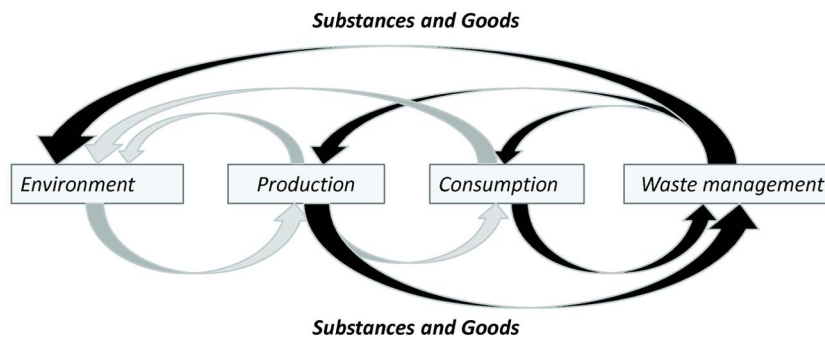 Substances and Goods
Environment
Production
Consumption
Waste management
Substances and Goods